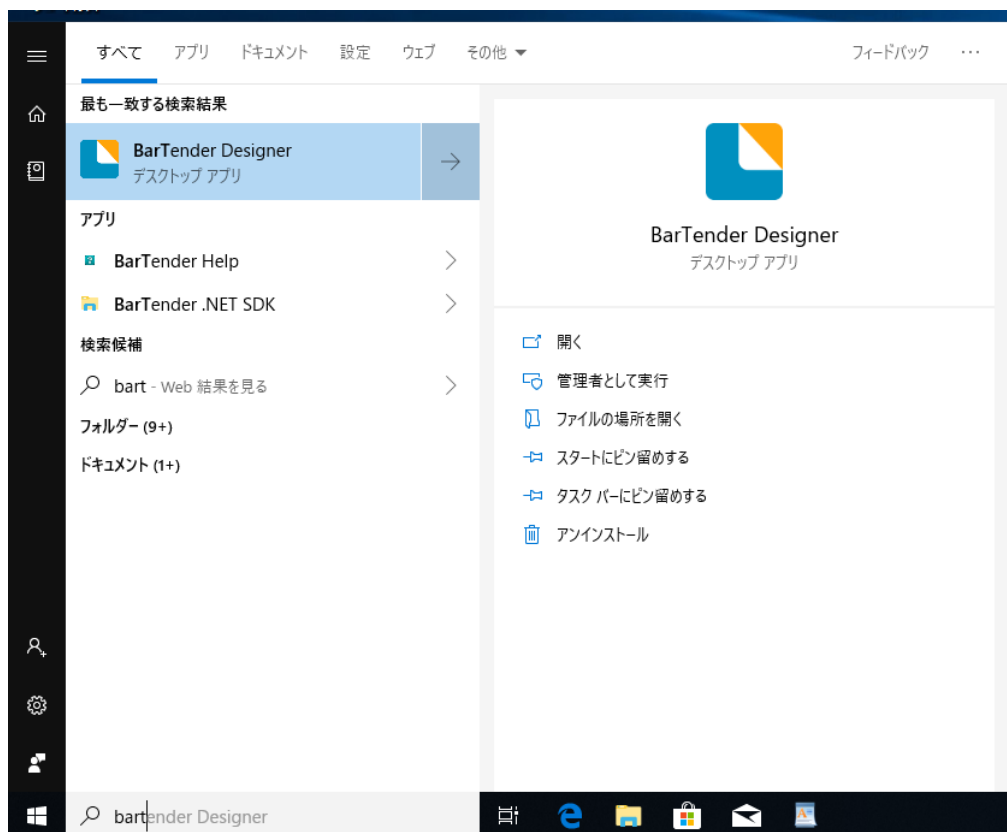 すべて アプリ ドキュメント 設定 ウェブ その他 フィードバック ...
最も一致する検索結果
BarTender Designer
デスクトップ アプリ
アプリ
BarTender Help
BarTender .NET SDK
検索候補
bart - Web 結果を見る
フォルダー (9+)
ドキュメント (1+)
BarTender Designer
デスクトップ アプリ
開く
管理者として実行
ファイルの場所を開く
スタートにピン留めする
タスク バーにピン留めする
アンインストール
bartender Designer